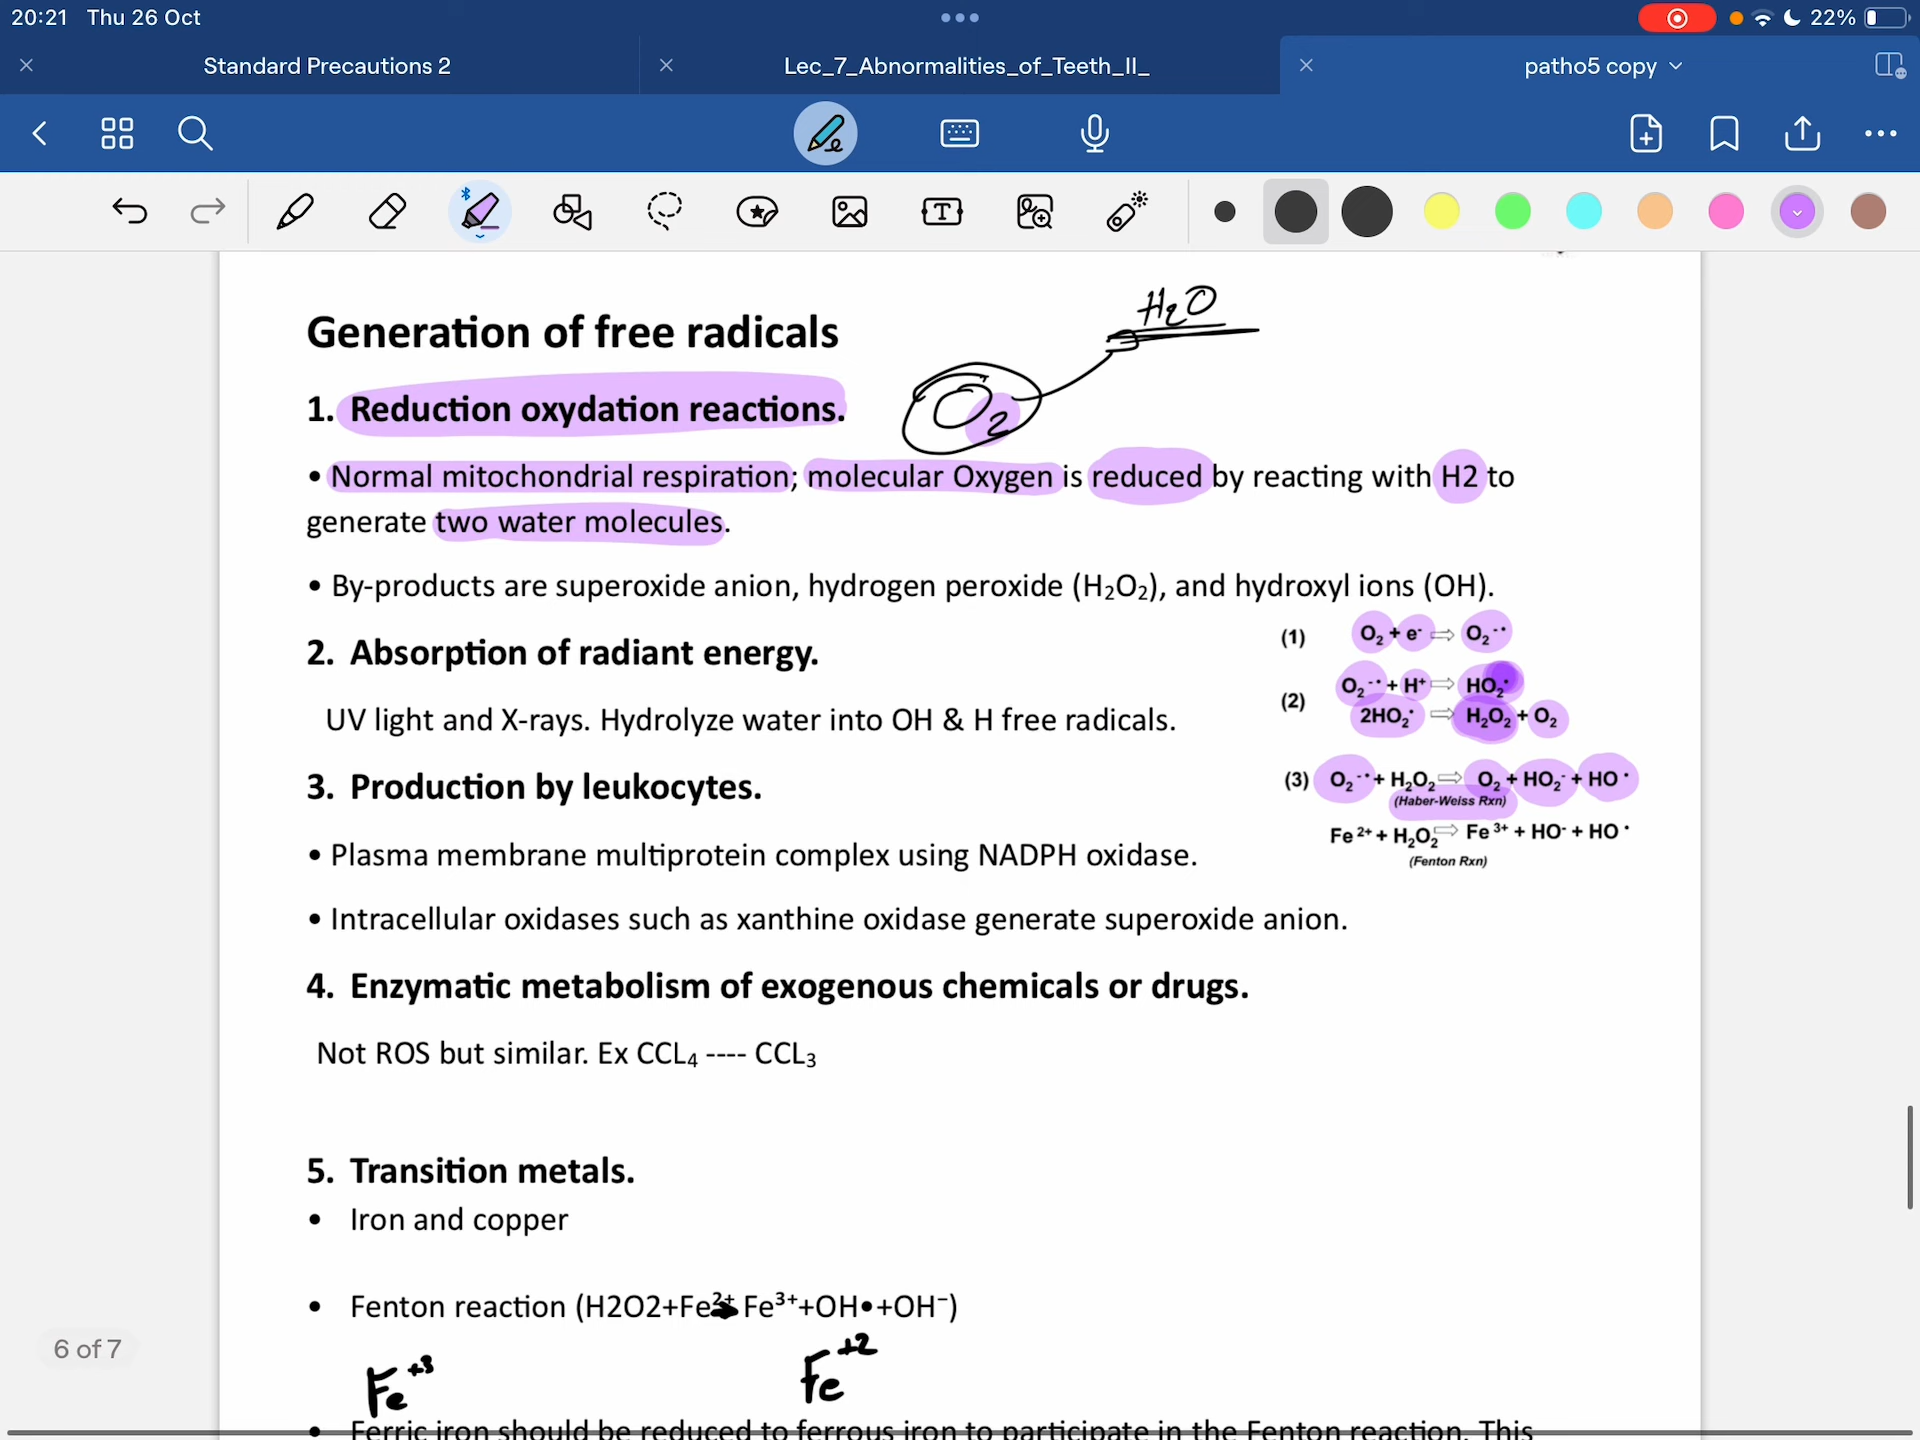 20:21 Thu 26 Oct
22%
Standard Precautions 2
Lec_7_Abnormalities_of_Teeth_II_
patho5 copy
Generation of free radicals
H2O
O2
1. Reduction oxydation reactions.
• Normal mitochondrial respiration; molecular Oxygen is reduced by reacting with H2 to
generate two water molecules.
• By-products are superoxide anion, hydrogen peroxide (H₂O₂), and hydroxyl ions (OH).
(1) O₂ + e⁻ ⇨ O₂⁻•
2. Absorption of radiant energy.
(2) O₂⁻• + H⁺ ⇨ HO₂•
2HO₂• ⇨ H₂O₂ + O₂
UV light and X-rays. Hydrolyze water into OH & H free radicals.
3. Production by leukocytes.
(3) O₂⁻• + H₂O₂ ⇨ O₂ + HO₂⁻ + HO•
(Haber-Weiss Rxn)
Fe²⁺ + H₂O₂ ⇨ Fe³⁺ + HO⁻ + HO•
(Fenton Rxn)
• Plasma membrane multiprotein complex using NADPH oxidase.
• Intracellular oxidases such as xanthine oxidase generate superoxide anion.
4. Enzymatic metabolism of exogenous chemicals or drugs.
Not ROS but similar. Ex CCL₄ ---- CCL₃
5. Transition metals.
• Iron and copper
• Fenton reaction (H2O2+Fe²⁺➔ Fe³⁺+OH•+OH⁻)
6 of 7
Fe+3 Fe+2
• Ferric iron should be reduced to ferrous iron to participate in the Fenton reaction. This